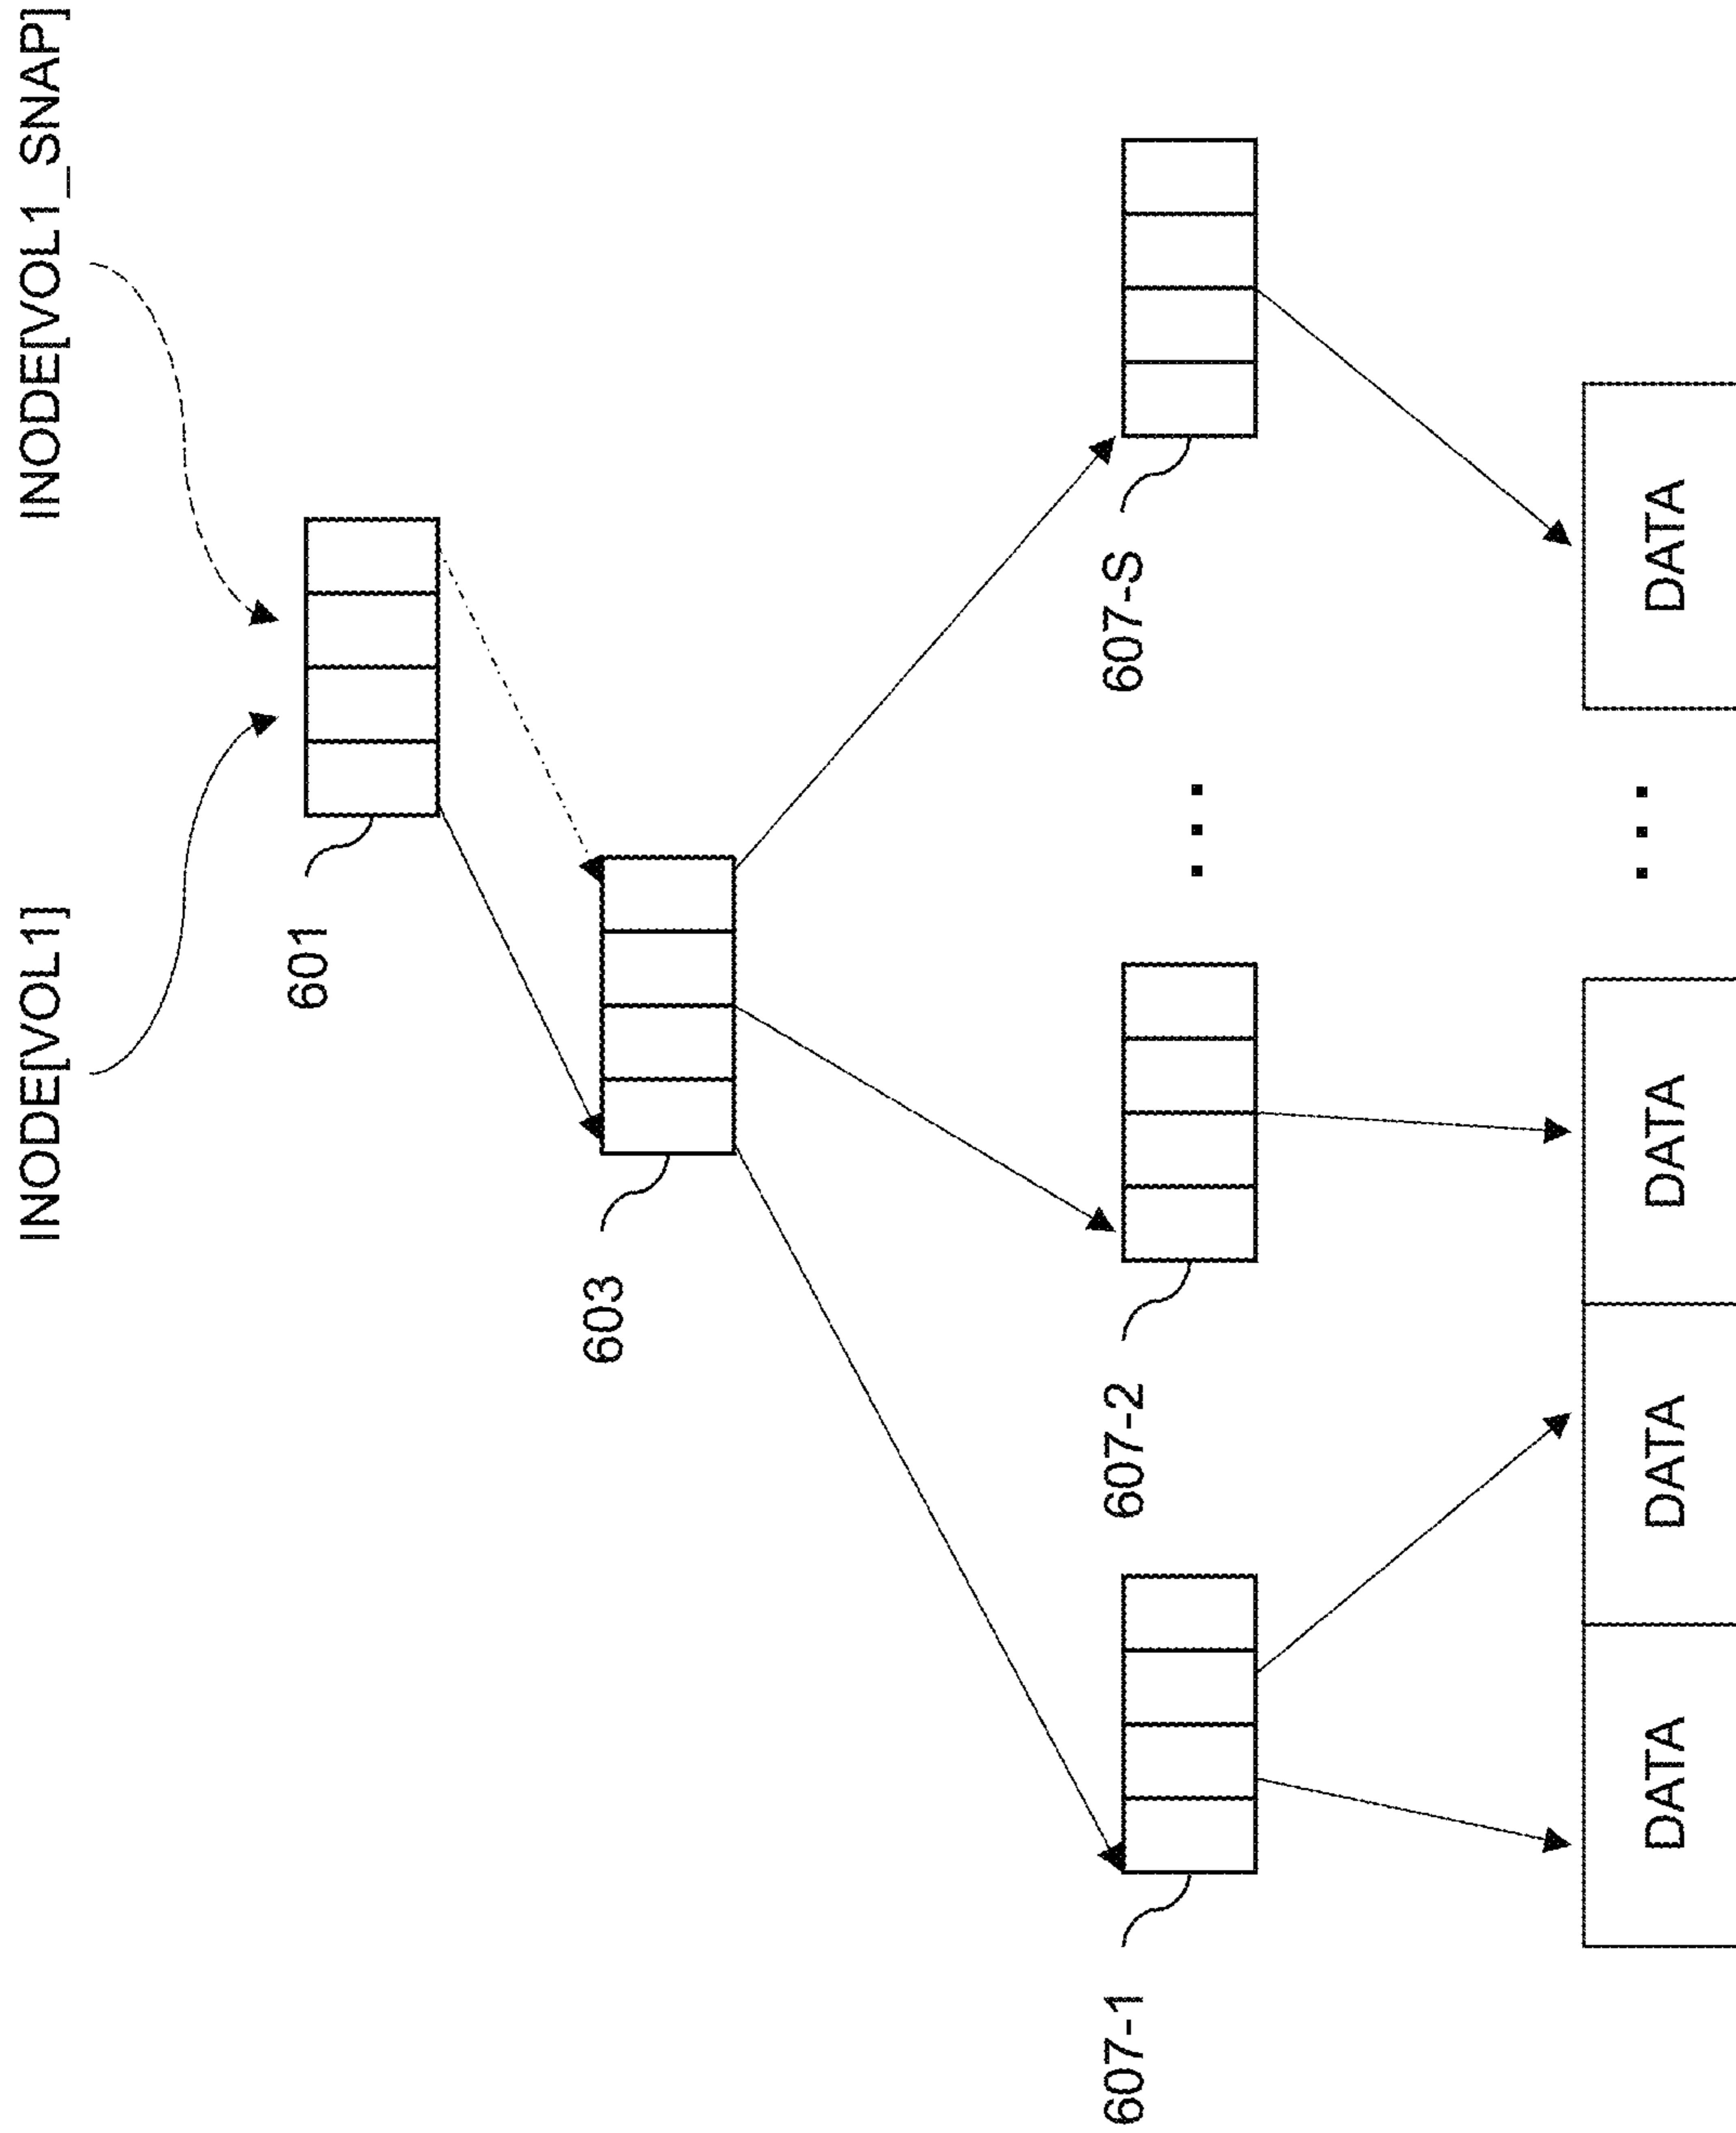 INODE[VOL1]
INODE[VOL1_SNAP]
601
603
607-1
607-2
607-S
DATA
DATA
DATA
DATA